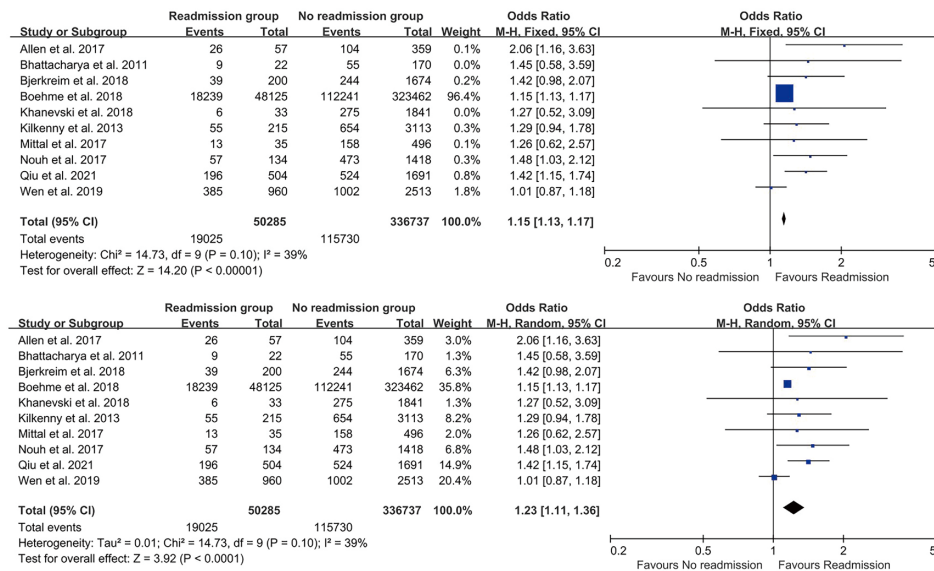 Readmission group No readmission group Odds Ratio Odds Ratio
Study or Subgroup Events Total Events Total Weight M-H, Fixed, 95% CI M-H, Fixed, 95% CI
Allen et al. 2017 26 57 104 359 0.1% 2.06 [1.16, 3.63]
Bhattacharya et al. 2011 9 22 55 170 0.0% 1.45 [0.58, 3.59]
Bjerkreim et al. 2018 39 200 244 1674 0.2% 1.42 [0.98, 2.07]
Boehme et al. 2018 18239 48125 112241 323462 96.4% 1.15 [1.13, 1.17]
Khanevski et al. 2018 6 33 275 1841 0.0% 1.27 [0.52, 3.09]
Kilkenny et al. 2013 55 215 654 3113 0.3% 1.29 [0.94, 1.78]
Mittal et al. 2017 13 35 158 496 0.1% 1.26 [0.62, 2.57]
Nouh et al. 2017 57 134 473 1418 0.2% 1.48 [1.03, 2.12]
Qiu et al. 2021 196 504 524 1691 0.8% 1.42 [1.15, 1.74]
Wen et al. 2019 385 960 1002 2513 1.8% 1.01 [0.87, 1.18]
Total (95% CI) 50285 336737 100.0% 1.15 [1.13, 1.17]
Total events 19025 115730
Heterogeneity: Chi² = 14.73, df = 9 (P = 0.10); I² = 39%
Test for overall effect: Z = 14.20 (P < 0.00001)
0.2 0.5 1 2 5
Favours No readmission Favours Readmission
Readmission group No readmission group Odds Ratio Odds Ratio
Study or Subgroup Events Total Events Total Weight M-H, Random, 95% CI M-H, Random, 95% CI
Allen et al. 2017 26 57 104 359 3.0% 2.06 [1.16, 3.63]
Bhattacharya et al. 2011 9 22 55 170 1.3% 1.45 [0.58, 3.59]
Bjerkreim et al. 2018 39 200 244 1674 6.3% 1.42 [0.98, 2.07]
Boehme et al. 2018 18239 48125 112241 323462 35.8% 1.15 [1.13, 1.17]
Khanevski et al. 2018 6 33 275 1841 1.3% 1.27 [0.52, 3.09]
Kilkenny et al. 2013 55 215 654 3113 8.2% 1.29 [0.94, 1.78]
Mittal et al. 2017 13 35 158 496 2.0% 1.26 [0.62, 2.57]
Nouh et al. 2017 57 134 473 1418 6.8% 1.48 [1.03, 2.12]
Qiu et al. 2021 196 504 524 1691 14.9% 1.42 [1.15, 1.74]
Wen et al. 2019 385 960 1002 2513 20.4% 1.01 [0.87, 1.18]
Total (95% CI) 50285 336737 100.0% 1.23 [1.11, 1.36]
Total events 19025 115730
Heterogeneity: Tau² = 0.01; Chi² = 14.73, df = 9 (P = 0.10); I² = 39%
Test for overall effect: Z = 3.92 (P < 0.0001)
0.2 0.5 1 2 5
Favours No readmission Favours Readmission